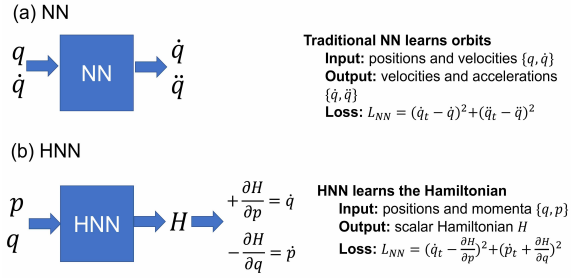 (a) NN
q
q̇
NN
q̇
q̈
Traditional NN learns orbits
Input: positions and velocities {q, q̇}
Output: velocities and accelerations
{q̇, q̈}
Loss: L_NN = (q̇_t − q̇)²+(q̈_t − q̈)²
(b) HNN
p
q
HNN
H
+∂H/∂p = q̇
−∂H/∂q = ṗ
HNN learns the Hamiltonian
Input: positions and momenta {q, p}
Output: scalar Hamiltonian H
Loss: L_NN = (q̇_t − ∂H/∂p)²+(ṗ_t + ∂H/∂q)²